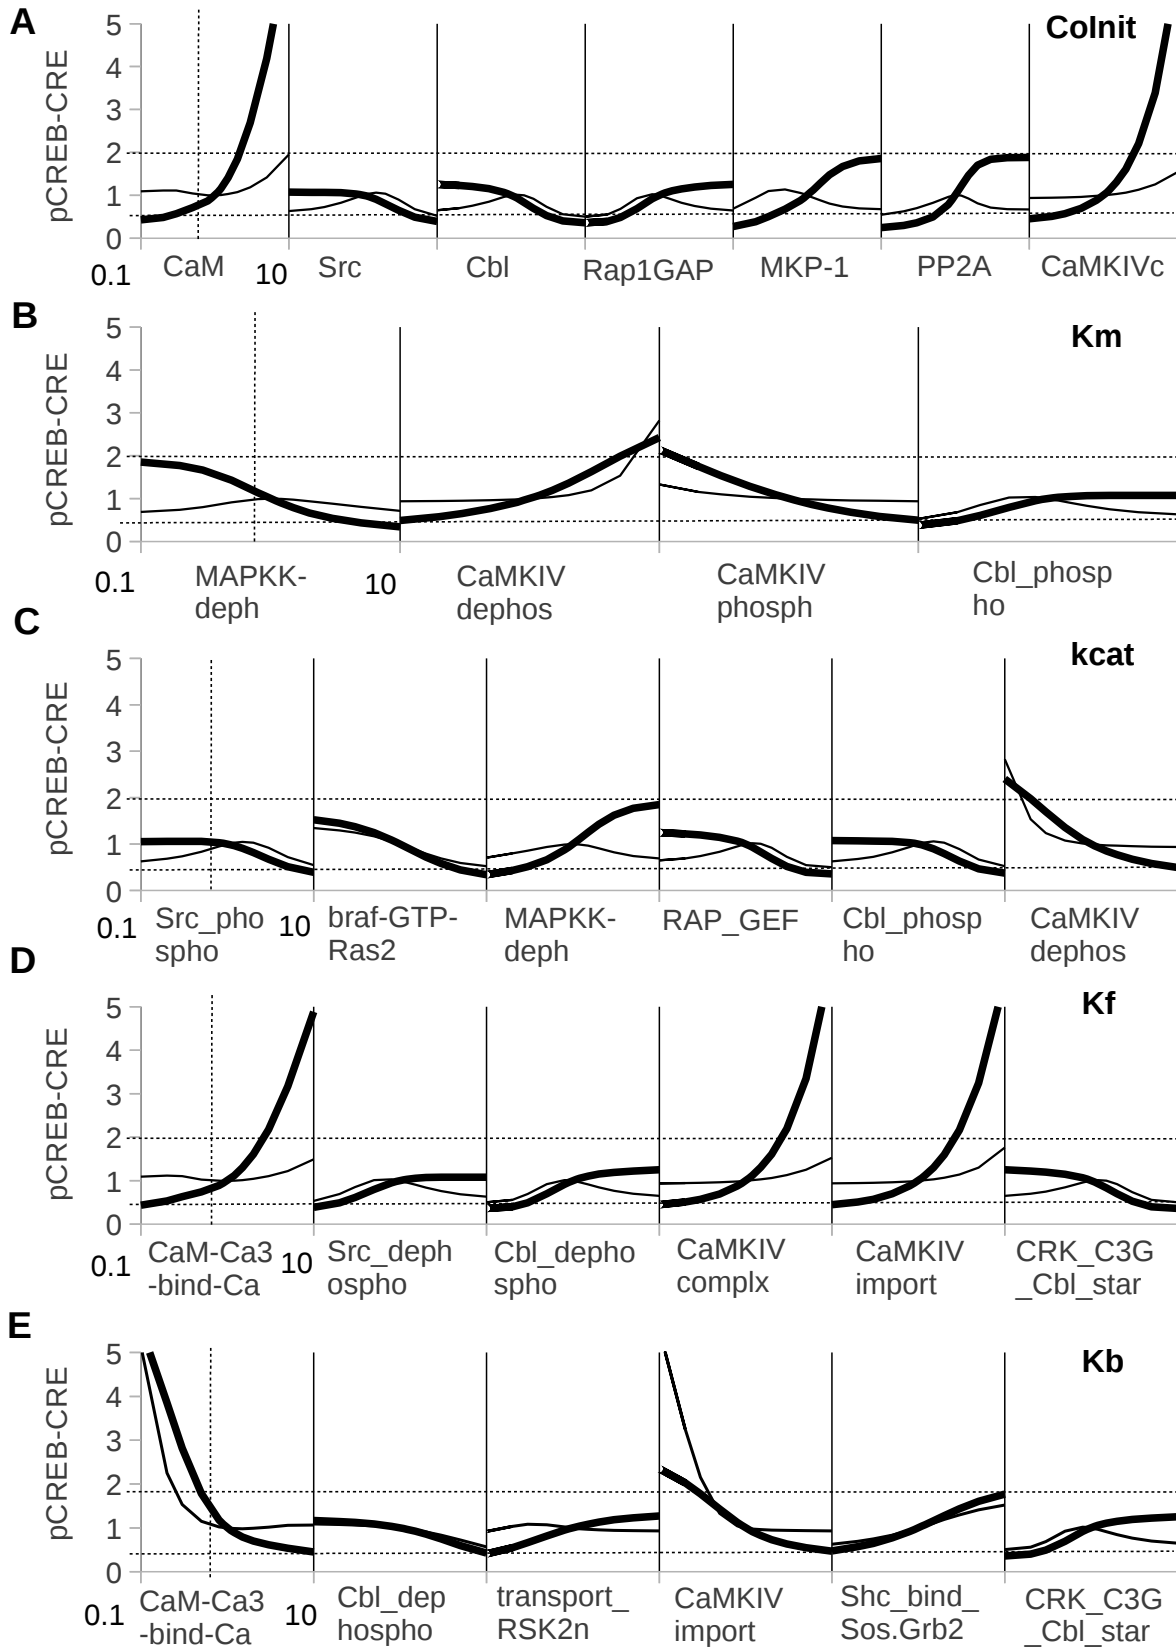 A
CoInit
pCREB-CRE
5
4
3
2
1
0
0.1
CaM
10
Src
Cbl
Rap1GAP
MKP-1
PP2A
CaMKIVc
B
Km
pCREB-CRE
5
4
3
2
1
0
0.1
MAPKK-
deph
10
CaMKIV
dephos
CaMKIV
phosph
Cbl_phosp
ho
C
kcat
pCREB-CRE
5
4
3
2
1
0
0.1
Src_pho
spho
10
braf-GTP-
Ras2
MAPKK-
deph
RAP_GEF
Cbl_phosp
ho
CaMKIV
dephos
D
Kf
pCREB-CRE
5
4
3
2
1
0
0.1
CaM-Ca3
-bind-Ca
10
Src_deph
ospho
Cbl_depho
spho
CaMKIV
complx
CaMKIV
import
CRK_C3G
_Cbl_star
E
Kb
pCREB-CRE
5
4
3
2
1
0
0.1
CaM-Ca3
-bind-Ca
10
Cbl_dep
hospho
transport_
RSK2n
CaMKIV
import
Shc_bind_
Sos.Grb2
CRK_C3G
_Cbl_star